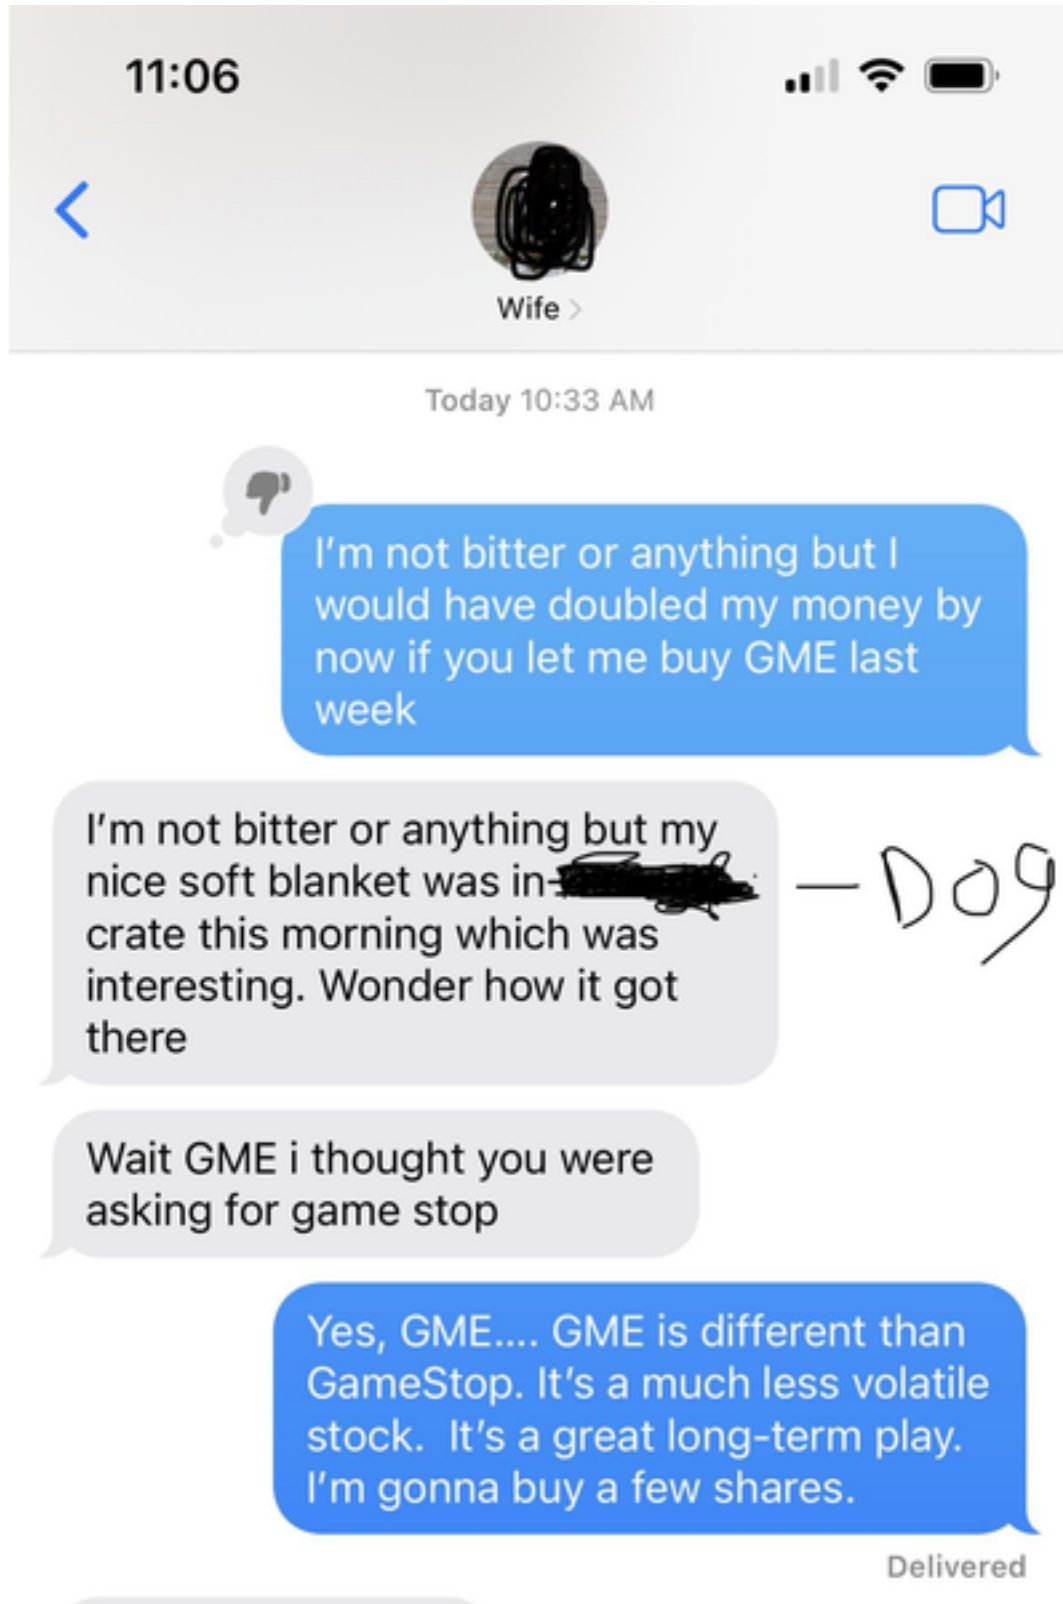 11:06
Wife >
Today 10:33 AM
I'm not bitter or anything but I
would have doubled my money by
now if you let me buy GME last
week
I'm not bitter or anything but my
nice soft blanket was in
— Dog
crate this morning which was
interesting. Wonder how it got
there
Wait GME i thought you were
asking for game stop
Yes, GME.... GME is different than
GameStop. It's a much less volatile
stock.  It's a great long-term play.
I'm gonna buy a few shares.
Delivered